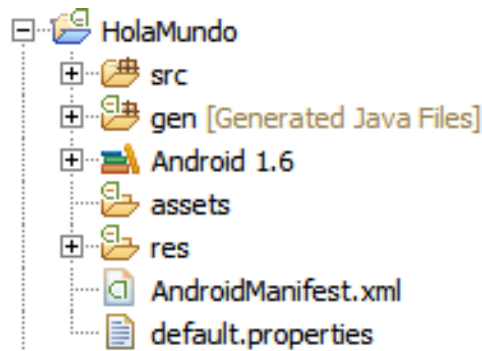 HolaMundo
src
gen [Generated Java Files]
Android 1.6
assets
res
AndroidManifest.xml
default.properties